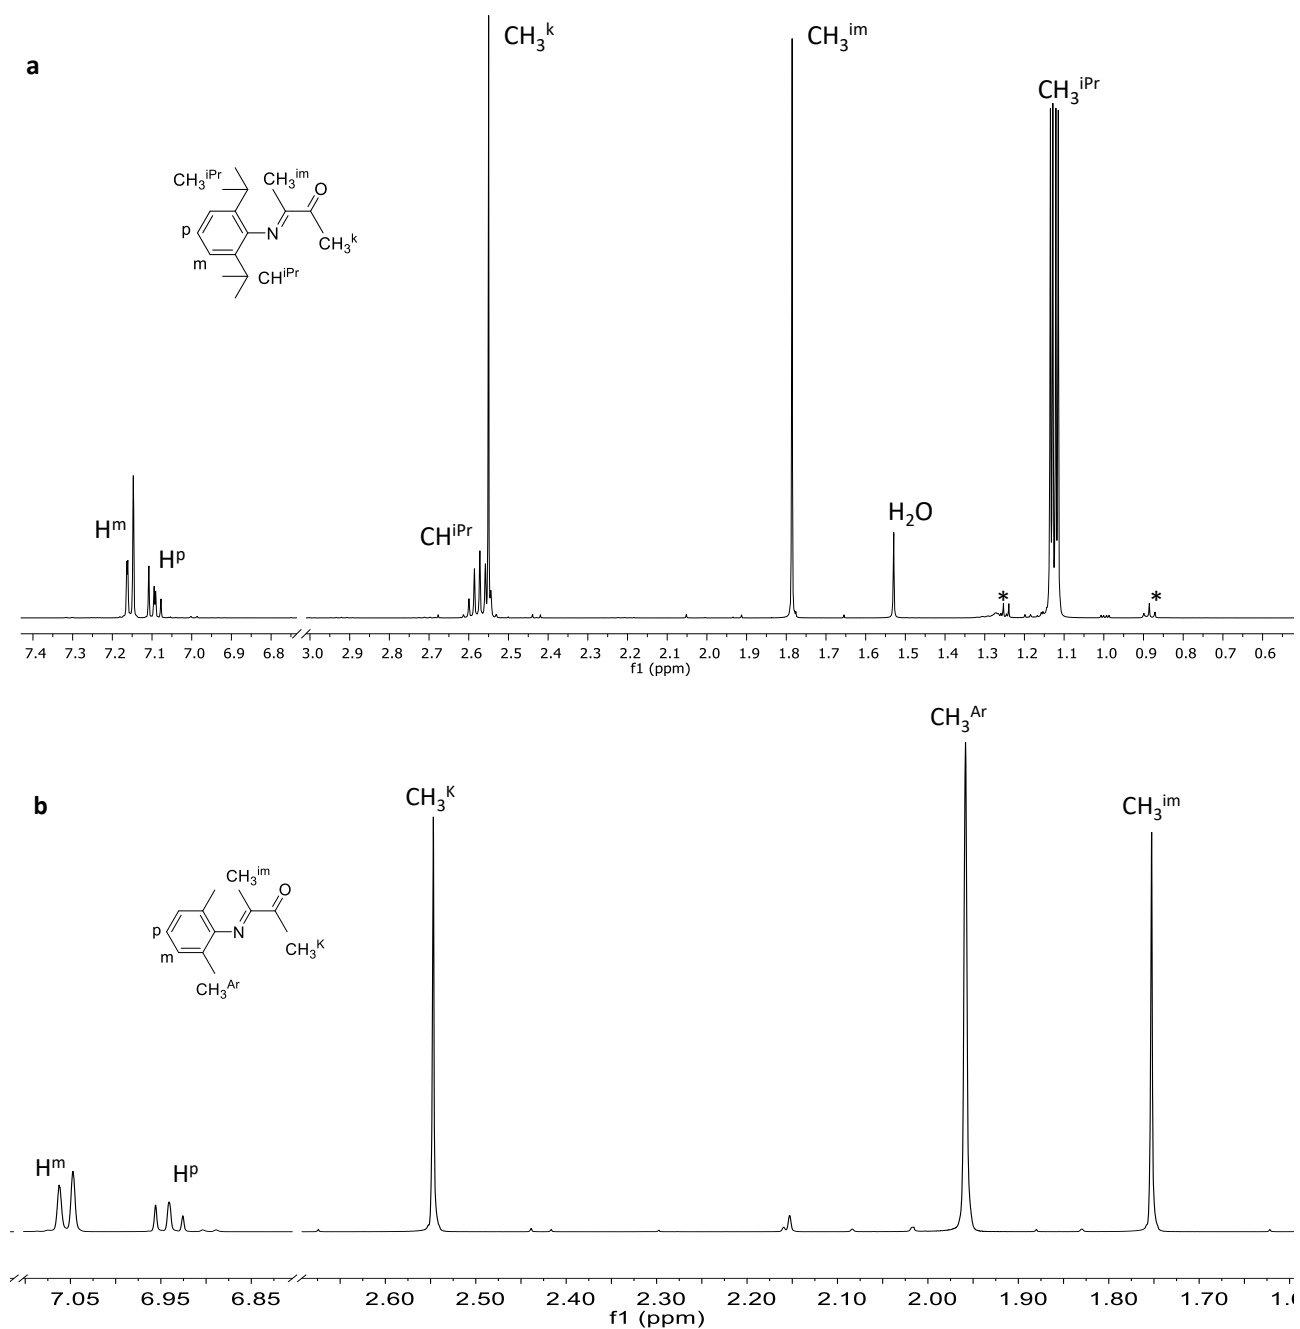 a
CH₃ᵏ
CH₃ⁱᵐ
CH₃ⁱᴾʳ
CH₃ⁱᴾʳ
CH₃ⁱᵐ
O
p
N
CH₃ᵏ
m
CHⁱᴾʳ
Hᵐ
Hᵖ
CHⁱᴾʳ
H₂O
*
*
7.4 7.3 7.2 7.1 7.0 6.9 6.8 3.0 2.9 2.8 2.7 2.6 2.5 2.4 2.3 2.2 2.1 2.0 1.9 1.8 1.7 1.6 1.5 1.4 1.3 1.2 1.1 1.0 0.9 0.8 0.7 0.6
f1 (ppm)
CH₃ᴬʳ
b
CH₃ᴷ
CH₃ⁱᵐ
CH₃ⁱᵐ
O
p
N
CH₃ᴷ
m
CH₃ᴬʳ
Hᵐ
Hᵖ
7.05 6.95 6.85 2.60 2.50 2.40 2.30 2.20 2.10 2.00 1.90 1.80 1.70
f1 (ppm)